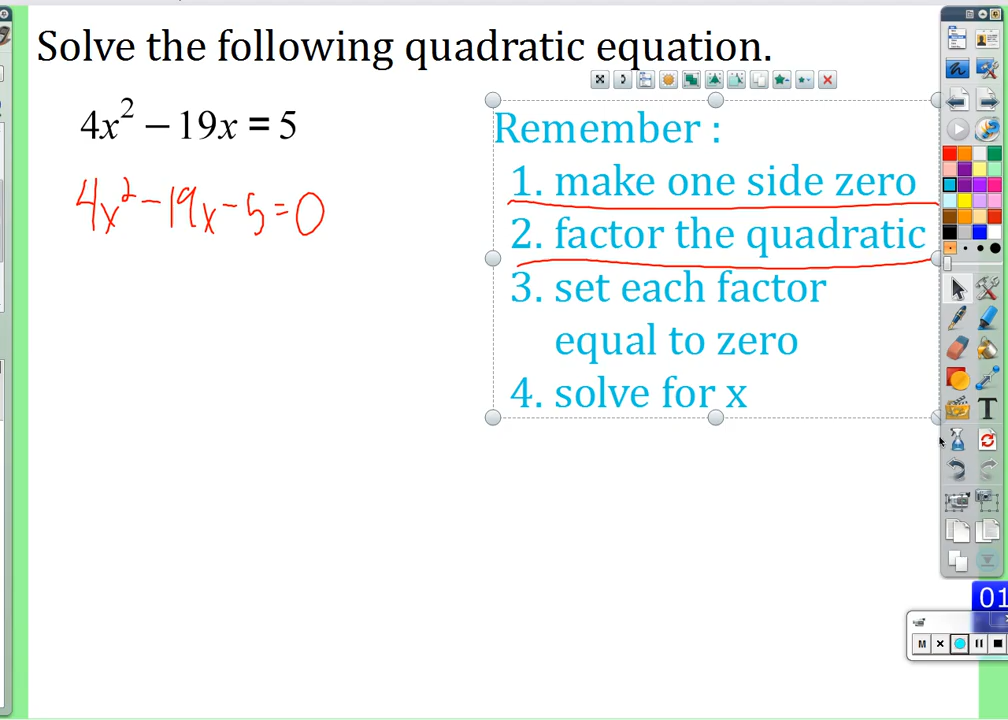 Solve the following quadratic equation.
4x² − 19x = 5
4x² − 19x − 5 = 0
Remember :
1. make one side zero
2. factor the quadratic
3. set each factor
equal to zero
4. solve for x
T
01
M